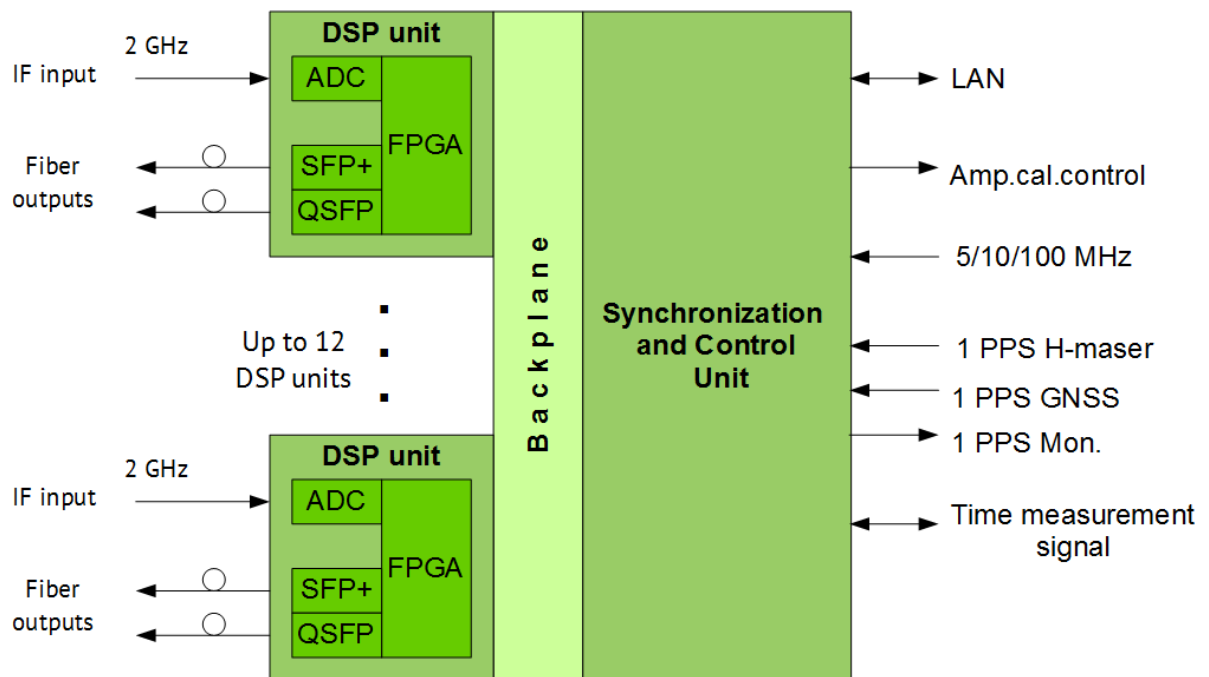 DSP unit
2 GHz
IF input
ADC
FPGA
Fiber
outputs
SFP+
QSFP
Up to 12
DSP units
DSP unit
2 GHz
IF input
ADC
FPGA
Fiber
outputs
SFP+
QSFP
Backplane
Synchronization
and Control
Unit
LAN
Amp.cal.control
5/10/100 MHz
1 PPS H-maser
1 PPS GNSS
1 PPS Mon.
Time measurement
signal